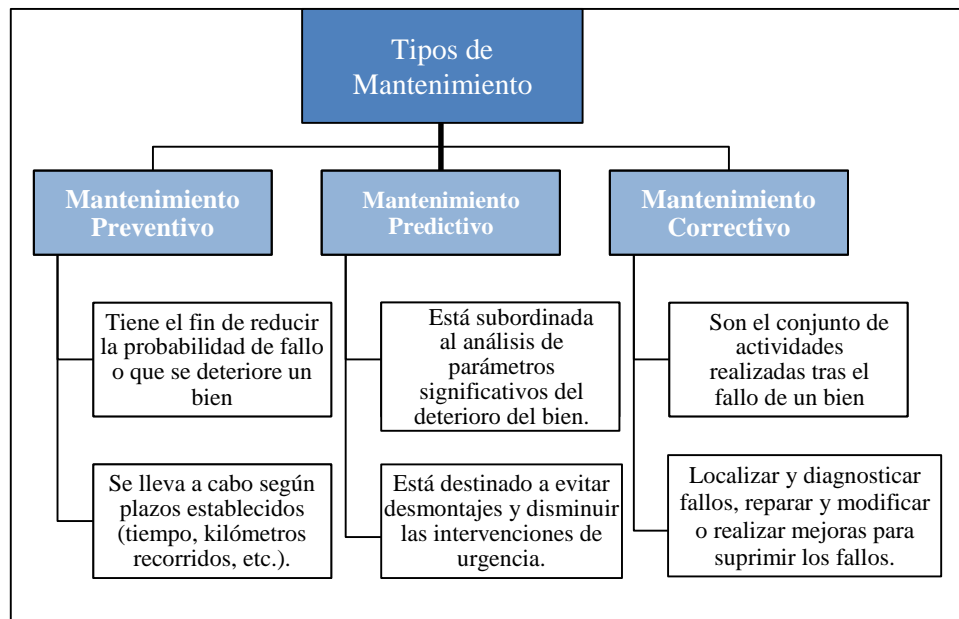 Tipos de
Mantenimiento
Mantenimiento
Preventivo
Tiene el fin de reducir
la probabilidad de fallo
o que se deteriore un
bien
Se lleva a cabo según
plazos establecidos
(tiempo, kilómetros
recorridos, etc.).
Mantenimiento
Predictivo
Está subordinada
al análisis de
parámetros
significativos del
deterioro del bien.
Está destinado a evitar
desmontajes y disminuir
las intervenciones de
urgencia.
Mantenimiento
Correctivo
Son el conjunto de
actividades
realizadas tras el
fallo de un bien
Localizar y diagnosticar
fallos, reparar y modificar
o realizar mejoras para
suprimir los fallos.